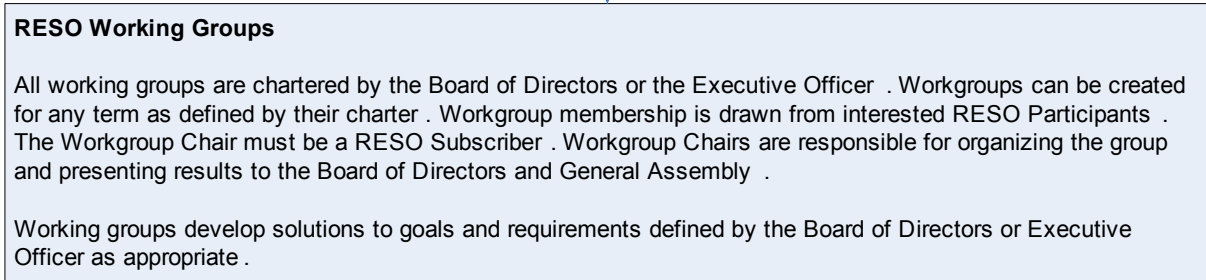 RESO Working Groups
All working groups are chartered by the Board of Directors or the Executive Officer . Workgroups can be created
for any term as defined by their charter . Workgroup membership is drawn from interested RESO Participants .
The Workgroup Chair must be a RESO Subscriber . Workgroup Chairs are responsible for organizing the group
and presenting results to the Board of Directors and General Assembly .
Working groups develop solutions to goals and requirements defined by the Board of Directors or Executive
Officer as appropriate .